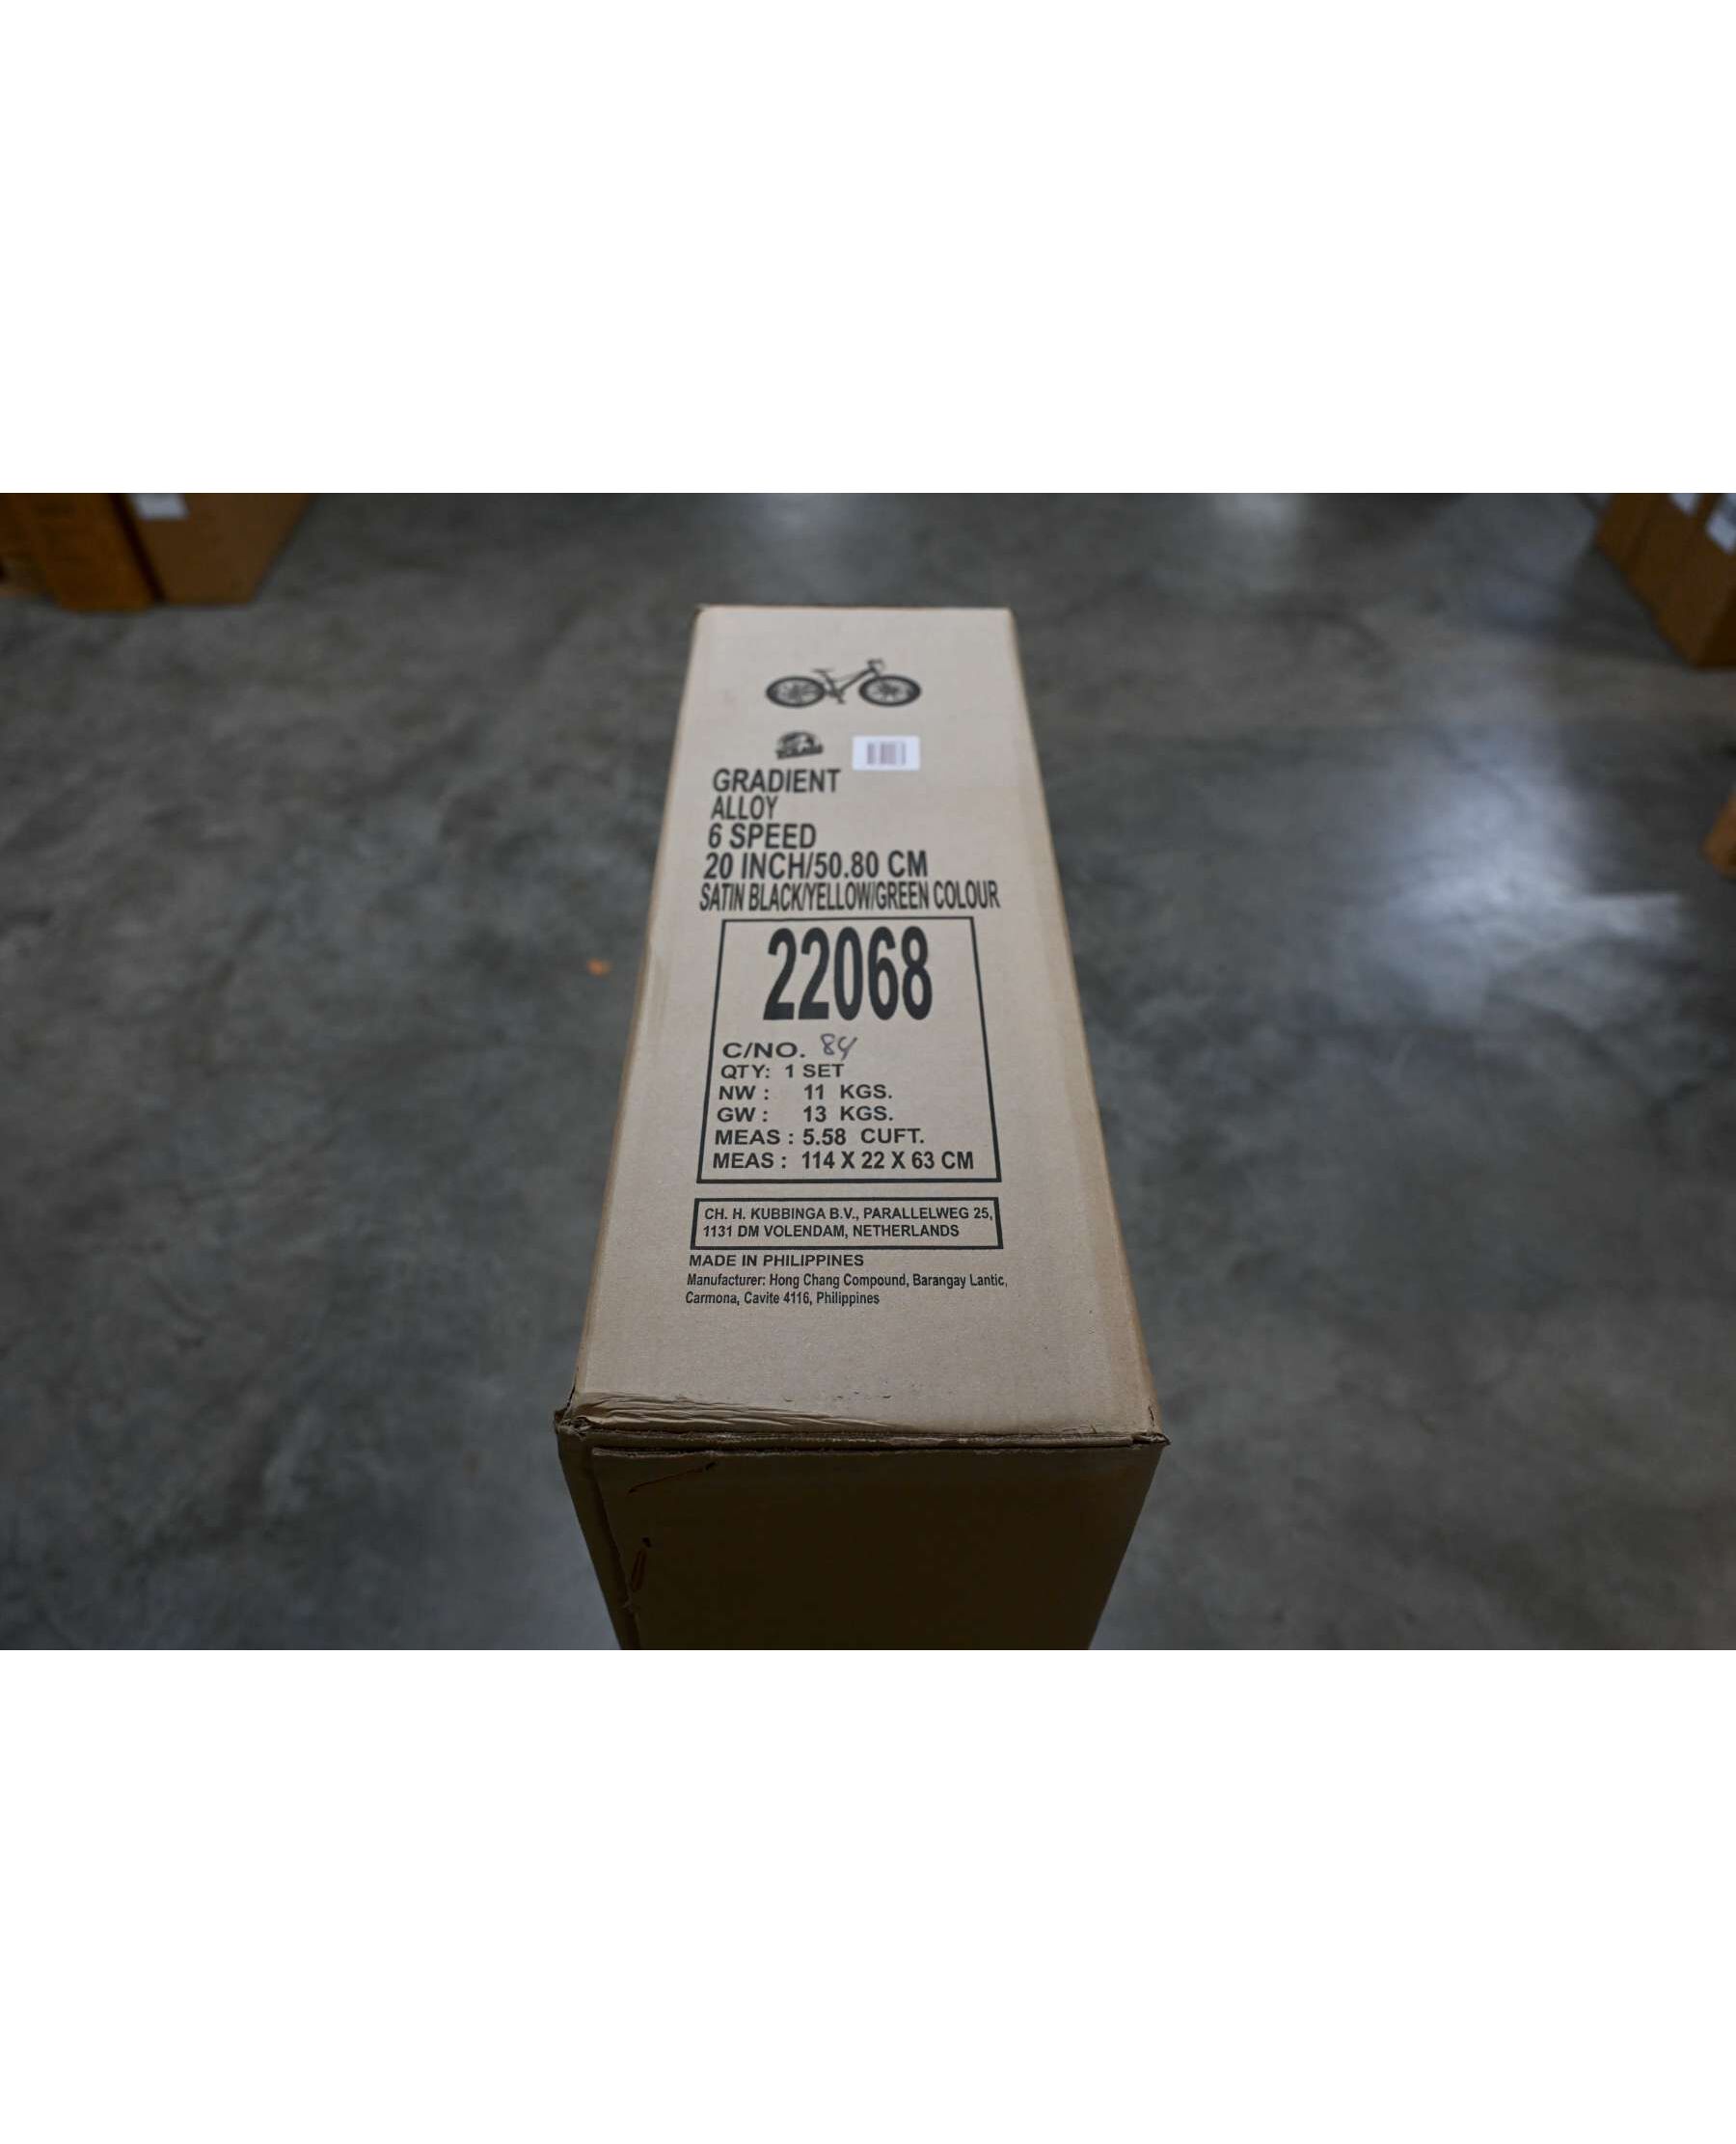 GRADIENT
ALLOY
6 SPEED
20 INCH/50.80 CM
SATIN BLACK/YELLOW/GREEN COLOUR
22068
C/NO. 84
QTY: 1 SET
NW : 11 KGS.
GW : 13 KGS.
MEAS : 5.58 CUFT.
MEAS : 114 X 22 X 63 CM
CH. H. KUBBINGA B.V., PARALLELWEG 25,
1131 DM VOLENDAM, NETHERLANDS
MADE IN PHILIPPINES
Manufacturer: Hong Chang Compound, Barangay Lantic,
Carmona, Cavite 4116, Philippines